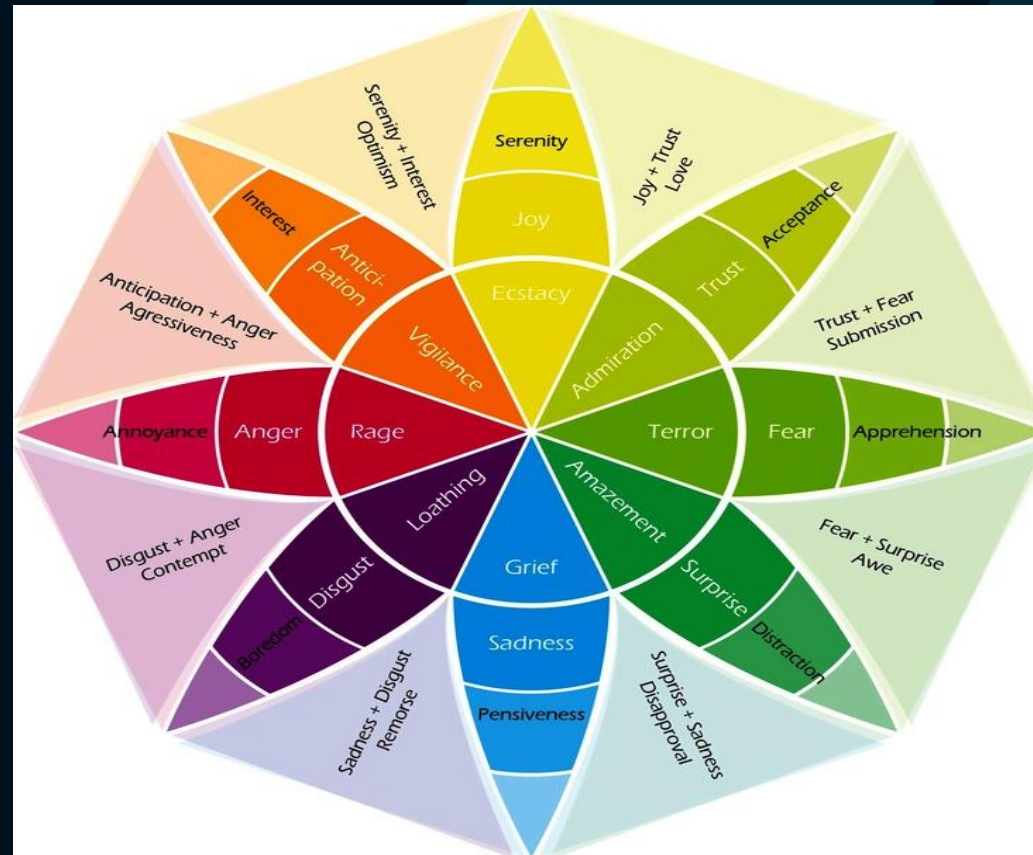 Serenity + Interest
Optimism
Serenity
Joy
Ecstacy
Joy + Trust
Love
Interest
Antici-
pation
Vigilance
Acceptance
Trust
Admiration
Anticipation + Anger
Agressiveness
Trust + Fear
Submission
Annoyance
Anger
Rage
Terror
Fear
Apprehension
Disgust + Anger
Contempt
Loathing
Disgust
Boredom
Grief
Sadness
Pensiveness
Amazement
Surprise
Distraction
Fear + Surprise
Awe
Sadness + Disgust
Remorse
Surprise + Sadness
Disapproval